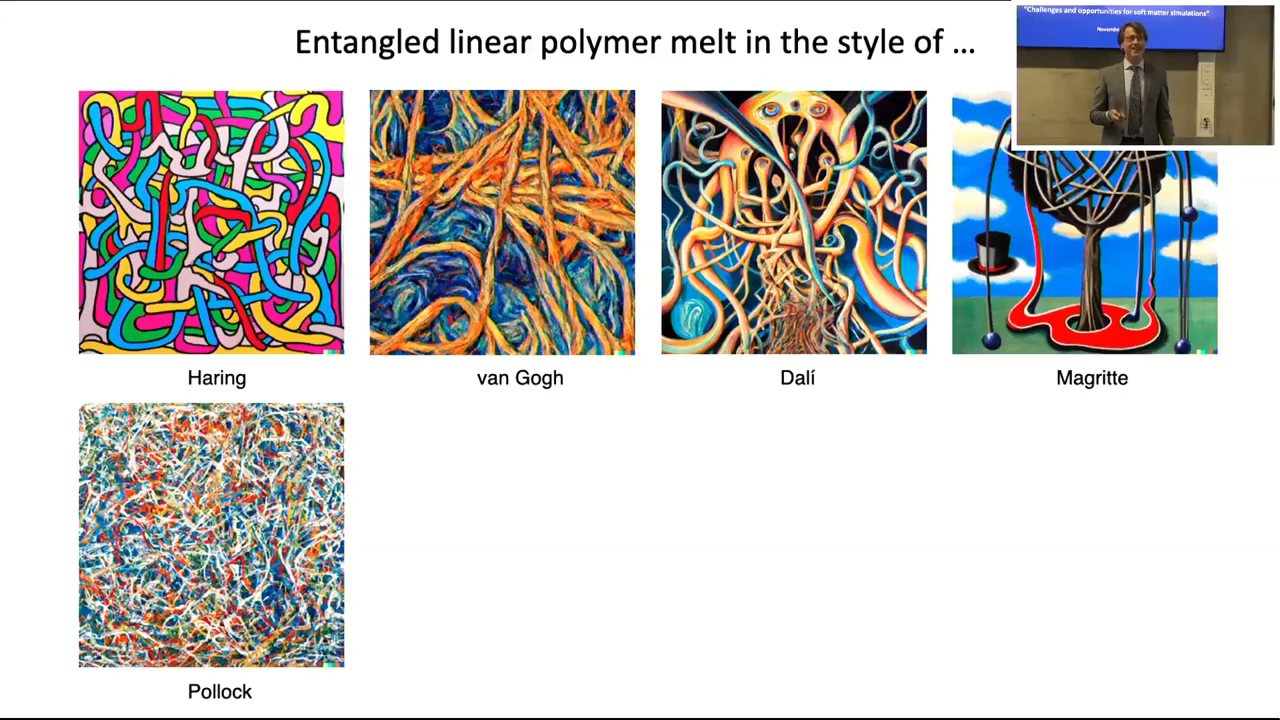 "Challenges and opportunities for soft matter simulations"
Entangled linear polymer melt in the style of ...
Haring
van Gogh
Dalí
Magritte
Pollock